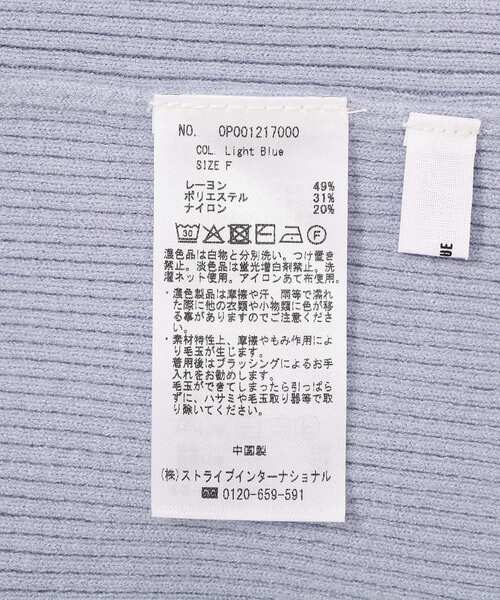 NO. 0P001217000
COL. Light Blue
SIZE F
レーヨン 49%
ポリエステル 31%
ナイロン 20%
30
F
濃色品は白物と分別洗い。つけ置き
禁止。淡色品は蛍光増白剤禁止。洗
濯ネット使用。アイロンあて布使用。
・濃色製品は摩擦や汗、雨等で濡れ
た際に他の衣類や小物類に色が移
る事がありますのでご注意くださ
い。
・素材特性上、摩擦やもみ作用によ
り毛玉が生じます。
着用後はブラッシングによるお手
入れをお勧めします。
毛玉ができてしまったら引っぱら
ずに、ハサミや毛玉取り器等で取
り除いてください。
中国製
(株)ストライプインターナショナル
0120-659-591